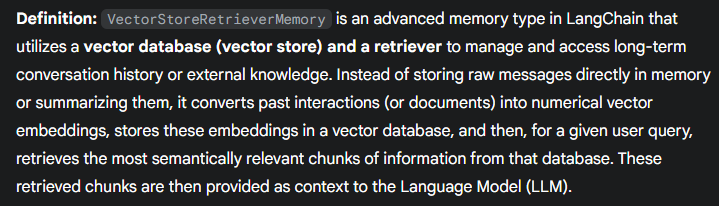 Definition: VectorStoreRetrieverMemory is an advanced memory type in LangChain that
utilizes a vector database (vector store) and a retriever to manage and access long-term
conversation history or external knowledge. Instead of storing raw messages directly in memory
or summarizing them, it converts past interactions (or documents) into numerical vector
embeddings, stores these embeddings in a vector database, and then, for a given user query,
retrieves the most semantically relevant chunks of information from that database. These
retrieved chunks are then provided as context to the Language Model (LLM).